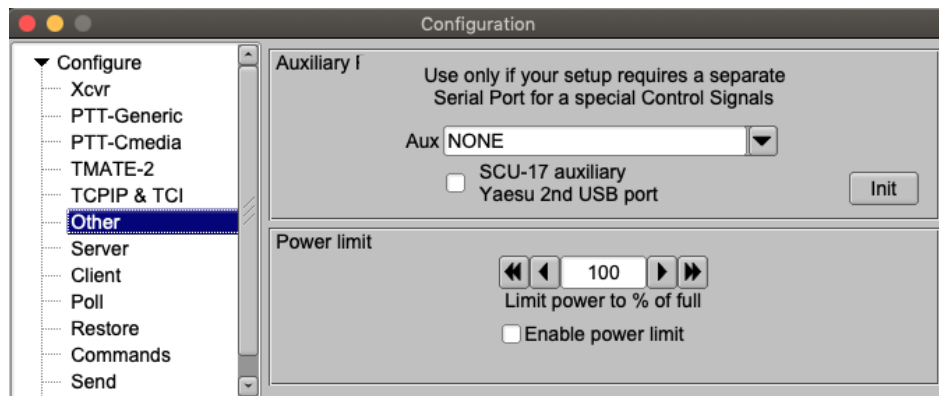 Configuration
Configure
Xcvr
PTT-Generic
PTT-Cmedia
TMATE-2
TCPIP & TCI
Other
Server
Client
Poll
Restore
Commands
Send
Auxiliary
Use only if your setup requires a separate
Serial Port for a special Control Signals
Aux NONE
SCU-17 auxiliary
Yaesu 2nd USB port
Init
Power limit
100
Limit power to % of full
Enable power limit